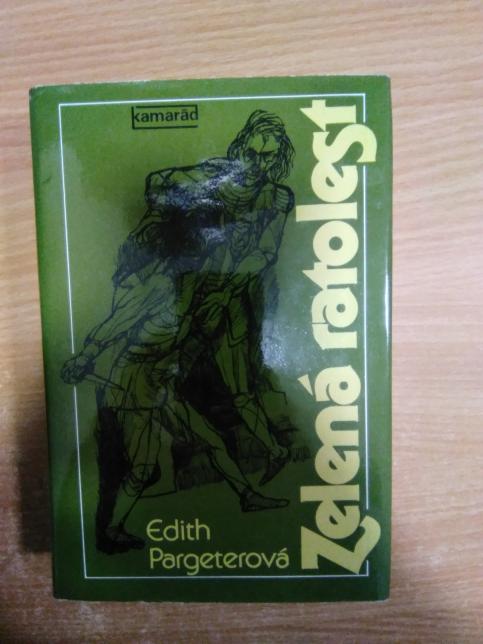 kamarád
Zelená ratolest
Edith
Pargeterová